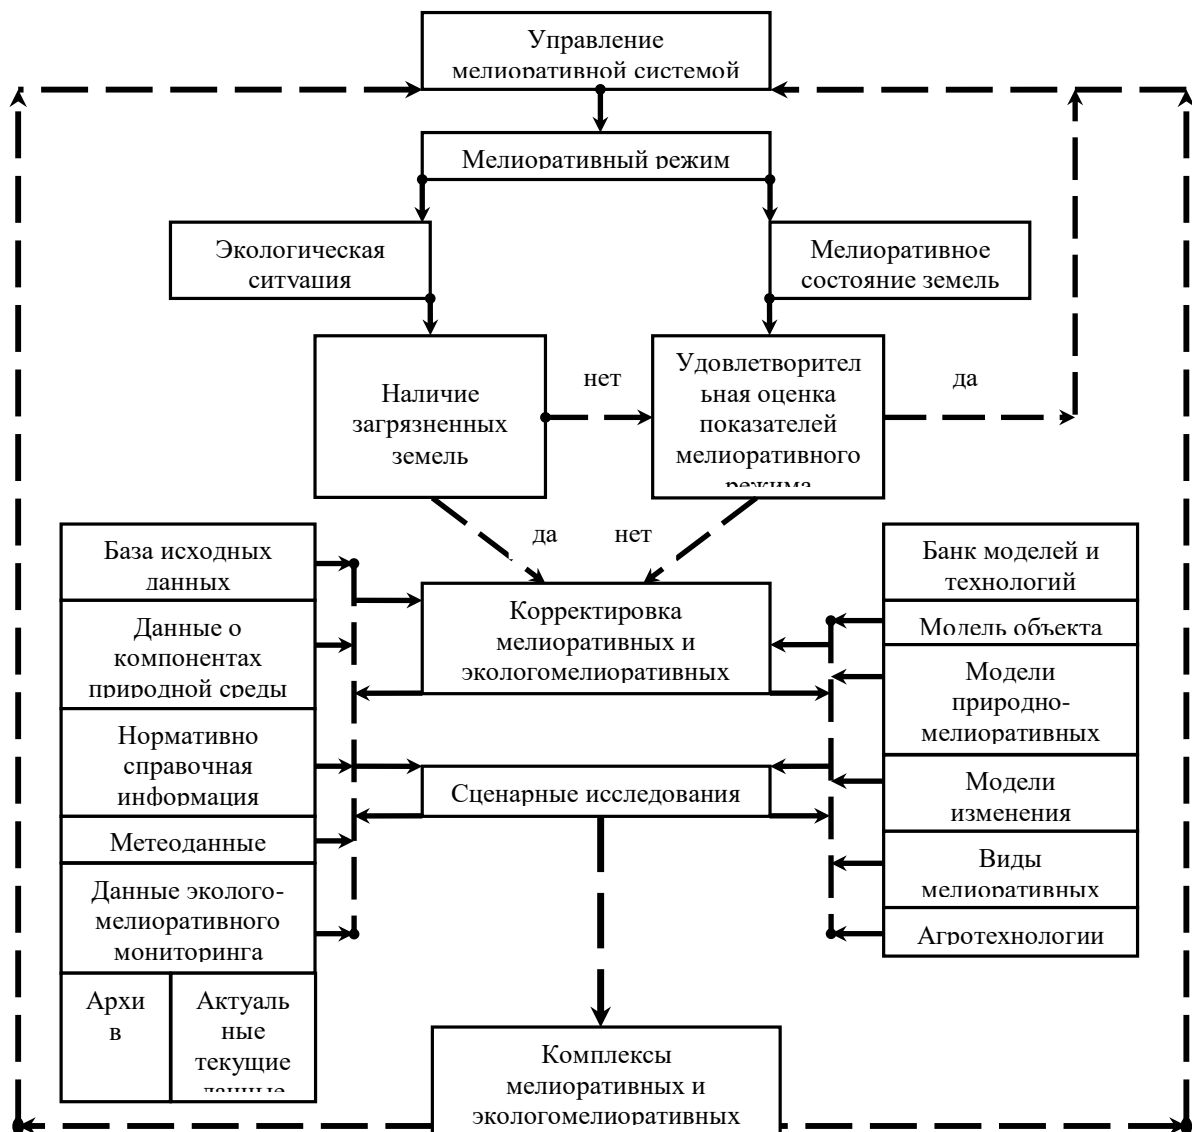 Управление
мелиоративной системой
Мелиоративный режим
Экологическая
ситуация
Мелиоративное
состояние земель
Наличие
загрязненных
земель
нет
Удовлетворител
ьная оценка
показателей
мелиоративного
режима
да
да
нет
База исходных
данных
Данные о
компонентах
природной среды
Нормативно
справочная
информация
Метеоданные
Данные эколого-
мелиоративного
мониторинга
Архи
в
Актуаль
ные
текущие
данные
Корректировка
мелиоративных и
экологомелиоративных
Сценарные исследования
Банк моделей и
технологий
Модель объекта
Модели
природно-
мелиоративных
Модели
изменения
Виды
мелиоративных
Агротехнологии
Комплексы
мелиоративных и
экологомелиоративных